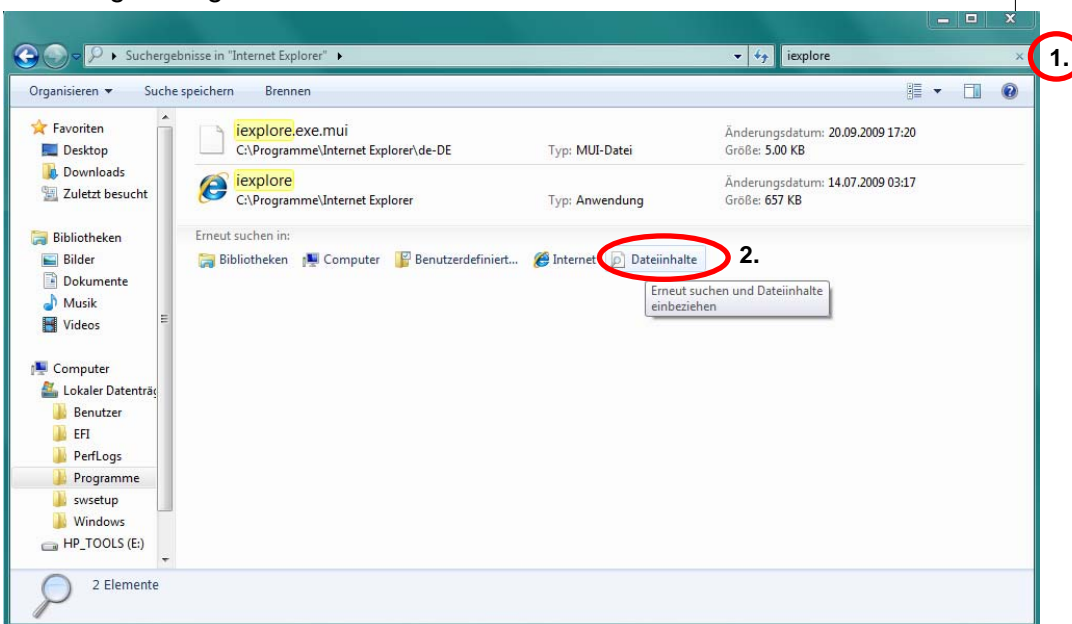 Suchergebnisse in "Internet Explorer"
iexplore
1.
Organisieren Suche speichern Brennen
Favoriten
Desktop
Downloads
Zuletzt besucht
Bibliotheken
Bilder
Dokumente
Musik
Videos
Computer
Lokaler Datenträg
Benutzer
EFI
PerfLogs
Programme
swsetup
Windows
HP_TOOLS (E:)
iexplore.exe.mui
C:\Programme\Internet Explorer\de-DE
Typ: MUI-Datei
Änderungsdatum: 20.09.2009 17:20
Größe: 5.00 KB
iexplore
C:\Programme\Internet Explorer
Typ: Anwendung
Änderungsdatum: 14.07.2009 03:17
Größe: 657 KB
Erneut suchen in:
Bibliotheken Computer Benutzerdefiniert... Internet Dateiinhalte
2.
Erneut suchen und Dateiinhalte
einbeziehen
2 Elemente